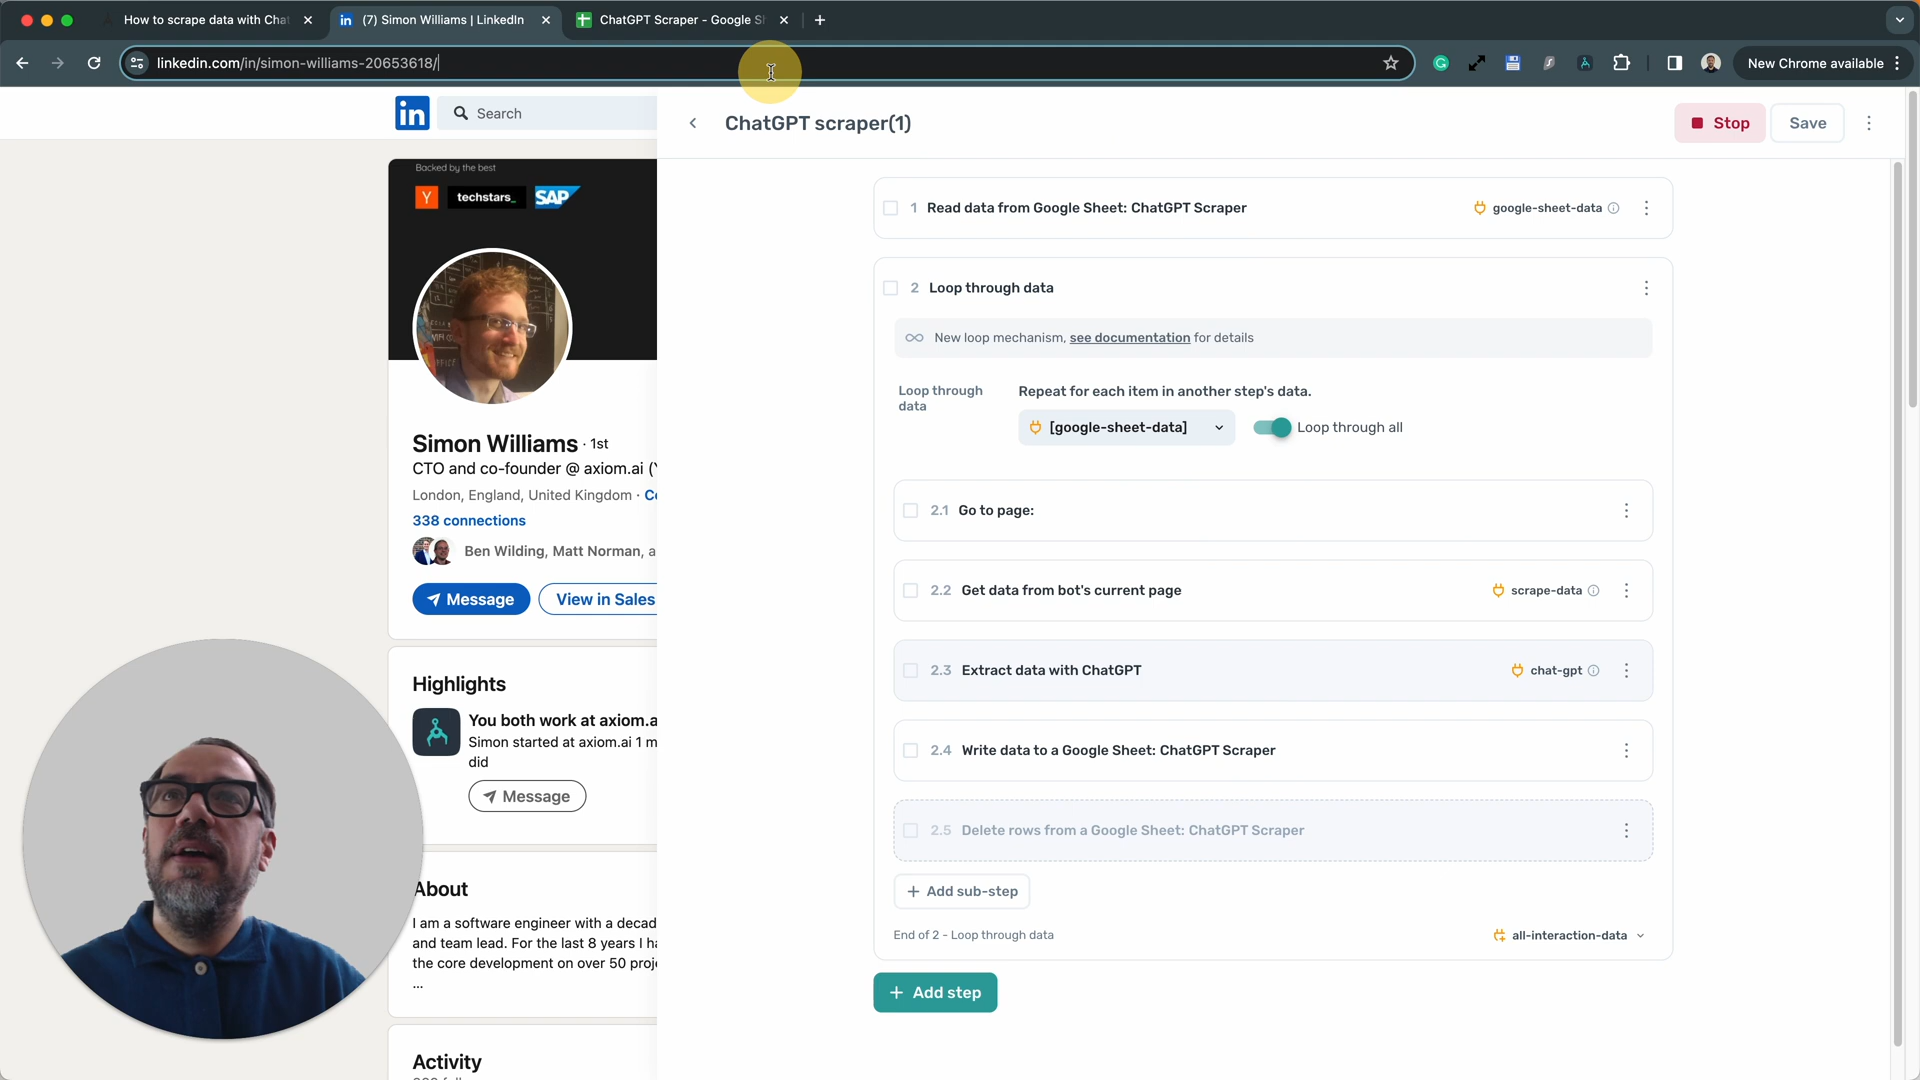 How to scrape data with Cha
(7) Simon Williams | LinkedIn
ChatGPT Scraper - Google S
linkedin.com/in/simon-williams-20653618/
New Chrome available
in
Search
ChatGPT scraper(1)
Stop
Save
Backed by the best
Y
techstars_
SAP
1 Read data from Google Sheet: ChatGPT Scraper
google-sheet-data
2 Loop through data
New loop mechanism, see documentation for details
Loop through
data
Repeat for each item in another step's data.
[google-sheet-data]
Loop through all
Simon Williams · 1st
CTO and co-founder @ axiom.ai (
London, England, United Kingdom ·
338 connections
Ben Wilding, Matt Norman, a
Message
View in Sales
2.1 Go to page:
2.2 Get data from bot's current page
scrape-data
2.3 Extract data with ChatGPT
chat-gpt
2.4 Write data to a Google Sheet: ChatGPT Scraper
2.5 Delete rows from a Google Sheet: ChatGPT Scraper
Add sub-step
End of 2 - Loop through data
all-interaction-data
Add step
Highlights
You both work at axiom.a
Simon started at axiom.ai 1 m
did
Message
About
I am a software engineer with a decad
and team lead. For the last 8 years I ha
the core development on over 50 proje
...
Activity